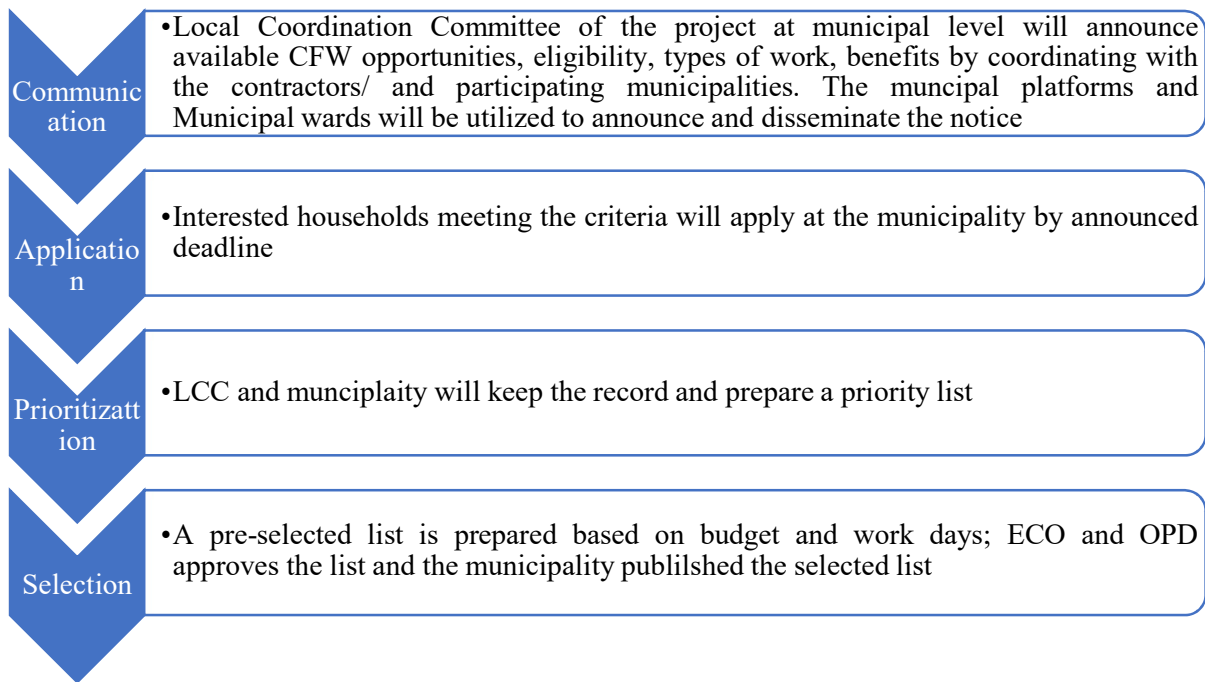 Communic
ation
•Local Coordination Committee of the project at municipal level will announce
available CFW opportunities, eligibility, types of work, benefits by coordinating with
the contractors/ and participating municipalities. The muncipal platforms and
Municipal wards will be utilized to announce and disseminate the notice
Applicatio
n
•Interested households meeting the criteria will apply at the municipality by announced
deadline
Prioritizatt
ion
•LCC and munciplaity will keep the record and prepare a priority list
Selection
•A pre-selected list is prepared based on budget and work days; ECO and OPD
approves the list and the municipality publilshed the selected list